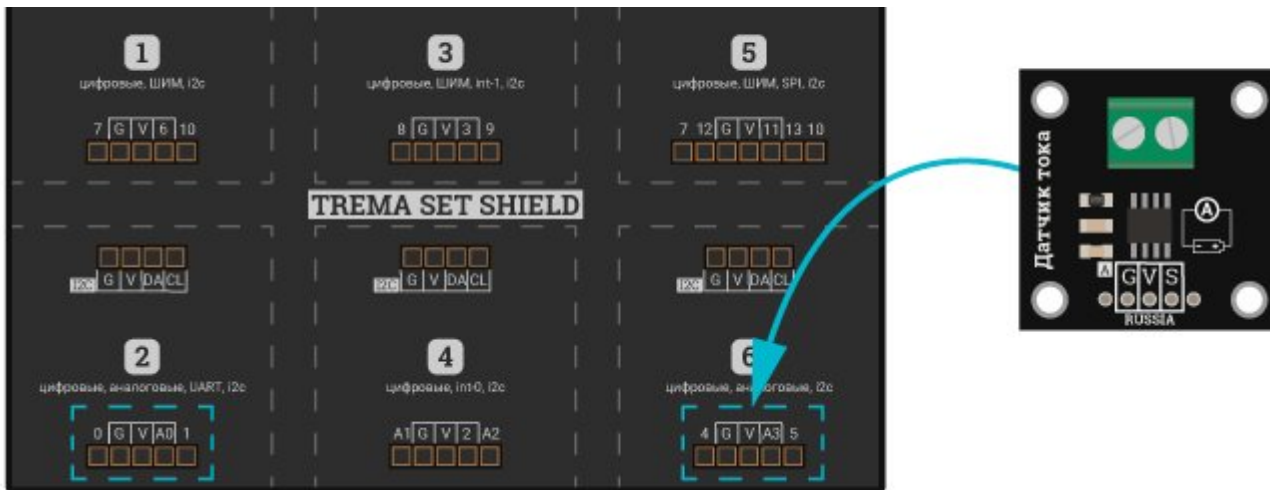 1
цифровые, ШИМ, i2c
7 G V 6 10
3
цифровые, ШИМ, int-1, i2c
8 G V 3 9
5
цифровые, ШИМ, SPI, i2c
7 12 G V 11 13 10
TREMA SET SHIELD
I2C G V DA CL
I2C G V DA CL
I2C G V DA CL
2
цифровые, аналоговые, UART, i2c
0 G V A0 1
4
цифровые, int-0, i2c
A1 G V 2 A2
6
цифровые, аналоговые, i2c
4 G V A3 5
Датчик тока
A
A
G V S
RUSSIA